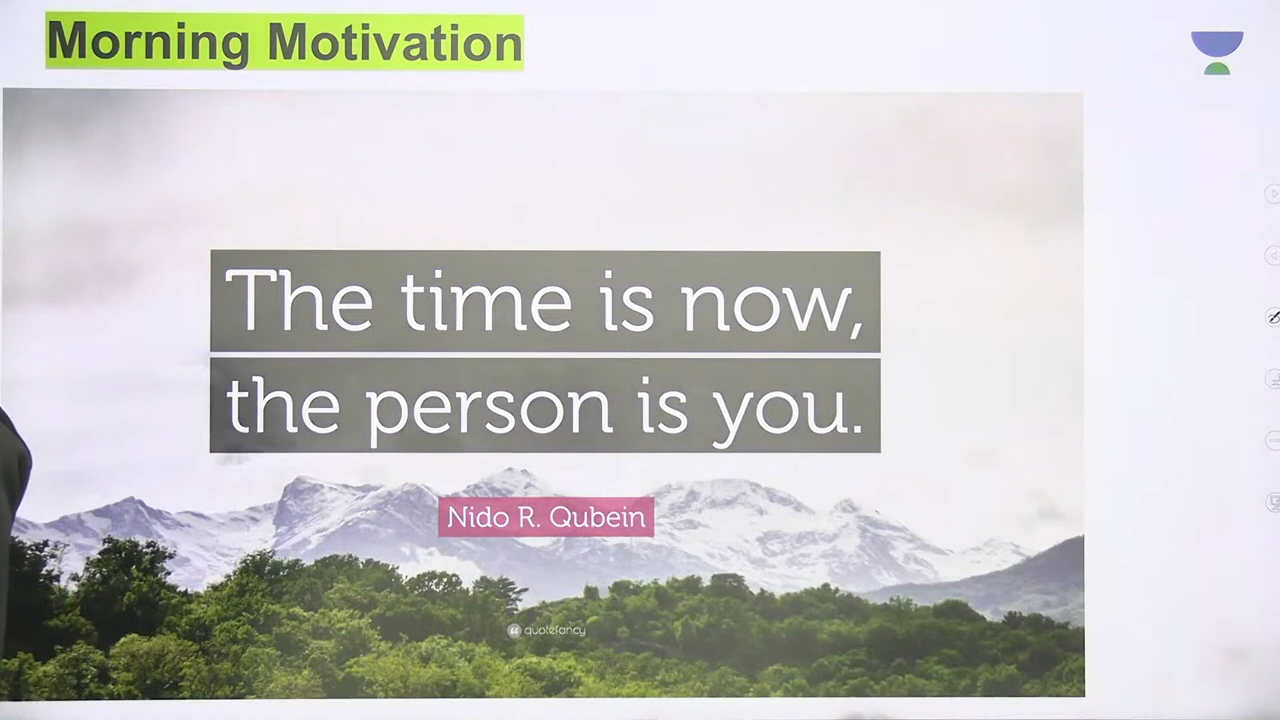 Morning Motivation
The time is now,
the person is you.
Nido R. Qubein
quotefancy